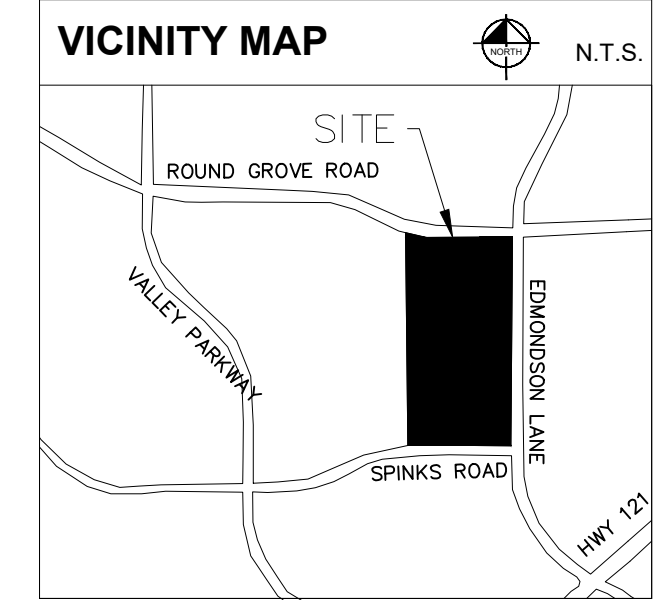 VICINITY MAP
NORTH
N.T.S.
SITE
ROUND GROVE ROAD
VALLEY PARKWAY
EDMONDSON LANE
SPINKS ROAD
HWY 121